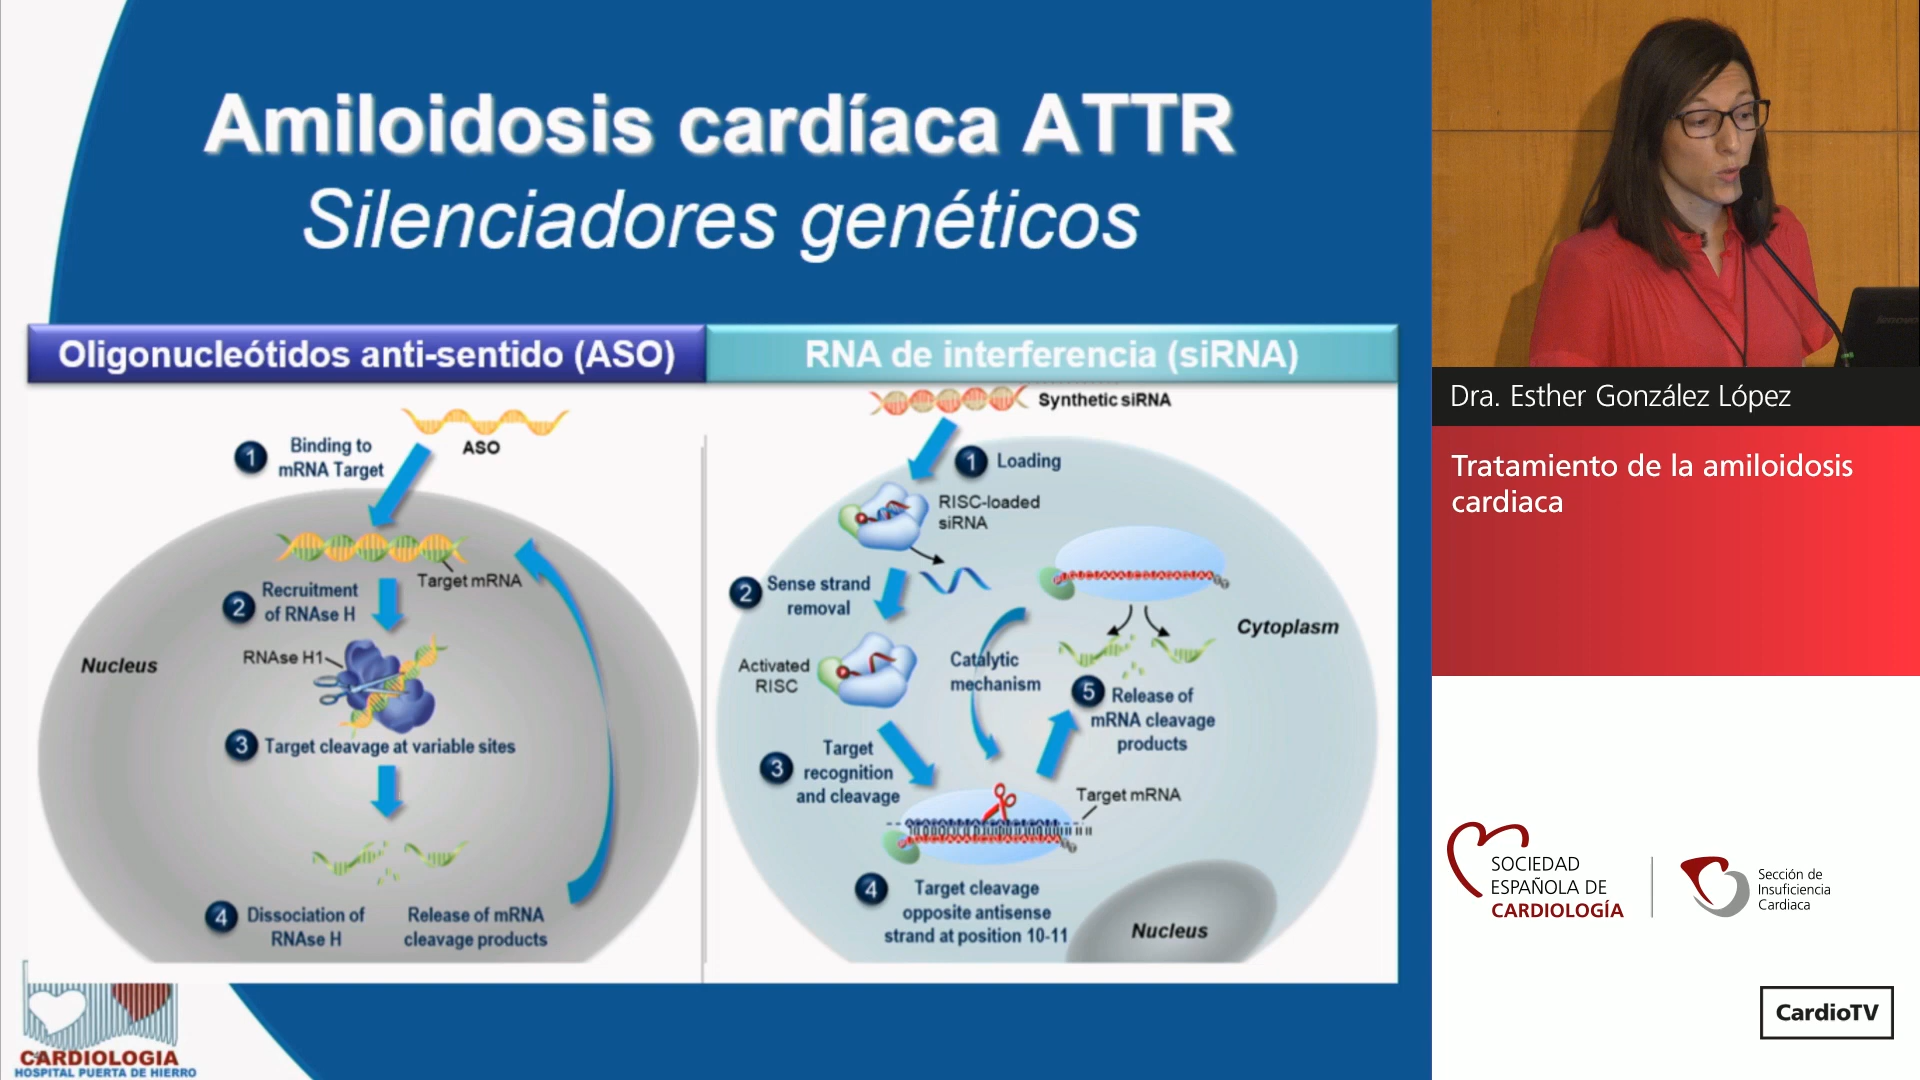 Amiloidosis cardíaca ATTR
Silenciadores genéticos
Oligonucleótidos anti-sentido (ASO)
ASO
1
Binding to
mRNA Target
Target mRNA
2
Recruitment
of RNAse H
RNAse H1
Nucleus
3
Target cleavage at variable sites
4
Dissociation of
RNAse H
Release of mRNA
cleavage products
RNA de interferencia (siRNA)
Synthetic siRNA
1
Loading
RISC-loaded
siRNA
2
Sense strand
removal
Activated
RISC
Catalytic
mechanism
Cytoplasm
3
Target
recognition
and cleavage
Target mRNA
4
Target cleavage
opposite antisense
strand at position 10-11
5
Release of
mRNA cleavage
products
Nucleus
CARDIOLOGIA
HOSPITAL PUERTA DE HIERRO
lenovo
Dra. Esther González López
Tratamiento de la amiloidosis
cardiaca
SOCIEDAD
ESPAÑOLA DE
CARDIOLOGÍA
Sección de
Insuficiencia
Cardiaca
CardioTV